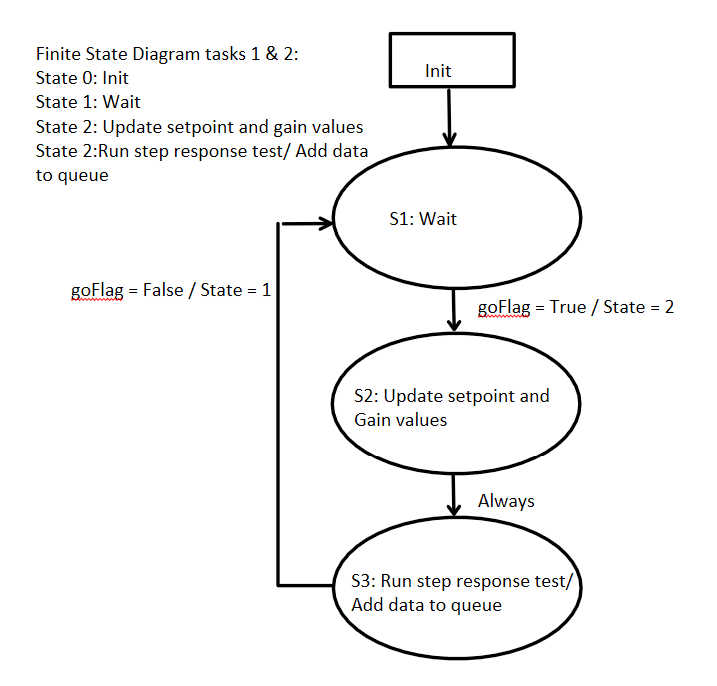 Finite State Diagram tasks 1 & 2:
State 0: Init
State 1: Wait
State 2: Update setpoint and gain values
State 2:Run step response test/ Add data
to queue
Init
S1: Wait
goFlag = False / State = 1
goFlag = True / State = 2
S2: Update setpoint and
Gain values
Always
S3: Run step response test/
Add data to queue